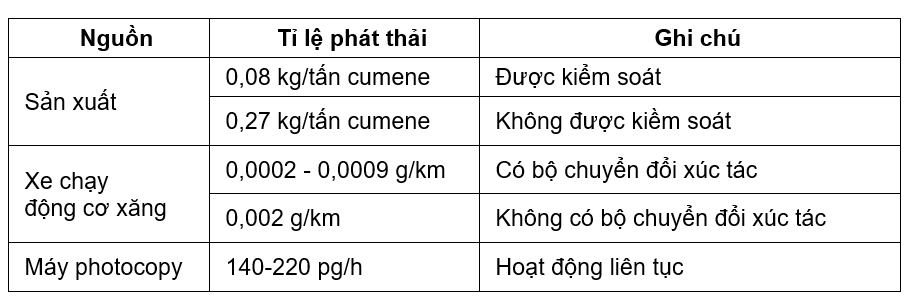 Nguồn Tỉ lệ phát thải Ghi chú
Sản xuất
0,08 kg/tấn cumene Được kiểm soát
0,27 kg/tấn cumene Không được kiềm soát
Xe chạy
động cơ xăng
0,0002 - 0,0009 g/km Có bộ chuyển đổi xúc tác
0,002 g/km Không có bộ chuyển đổi xúc tác
Máy photocopy 140-220 pg/h Hoạt động liên tục